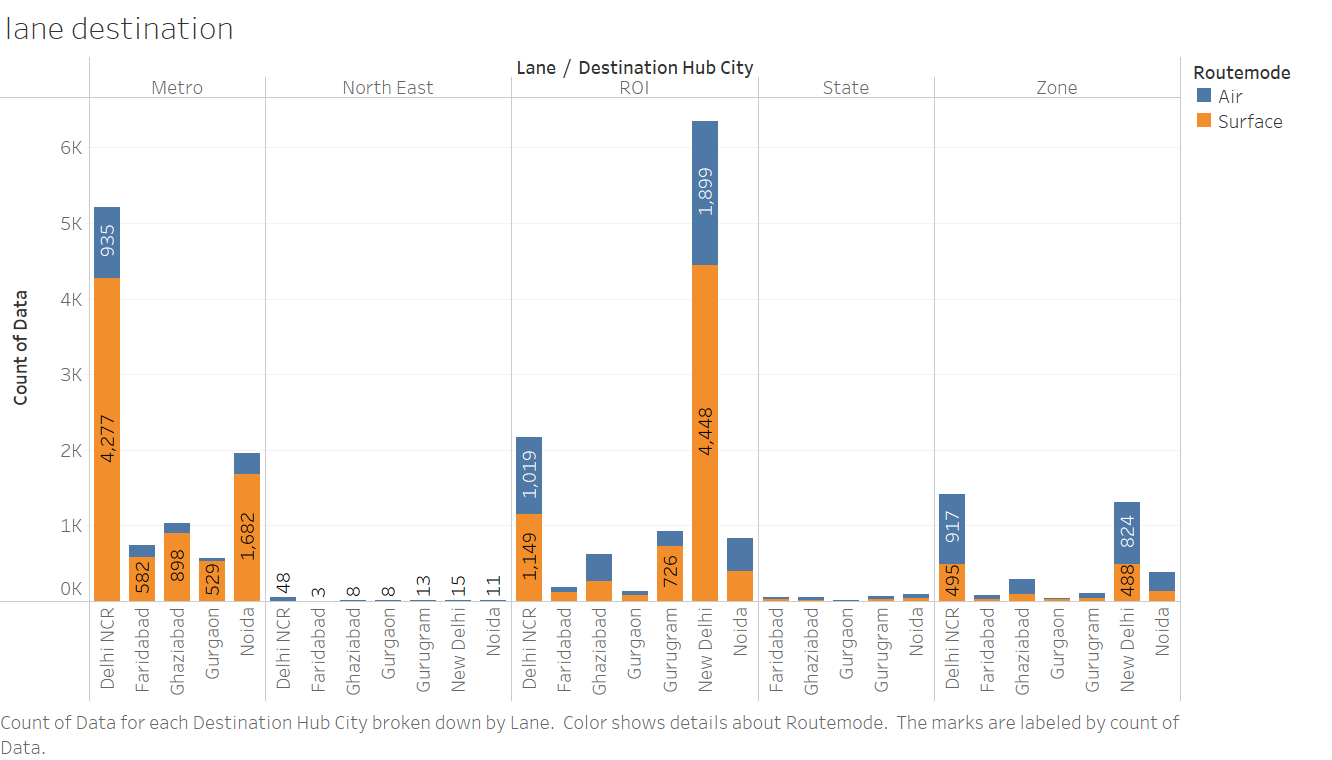 lane destination
Lane / Destination Hub City
Metro North East ROI State Zone
Routemode
Air
Surface
Count of Data
6K
5K
4K
3K
2K
1K
0K
935
4,277
582
898
529
1,682
48
3
8
8
13
15
11
1,019
1,149
726
1,899
4,448
917
495
824
488
Delhi NCR
Faridabad
Ghaziabad
Gurgaon
Noida
Delhi NCR
Faridabad
Ghaziabad
Gurgaon
Gurugram
New Delhi
Noida
Delhi NCR
Faridabad
Ghaziabad
Gurgaon
Gurugram
New Delhi
Noida
Faridabad
Ghaziabad
Gurgaon
Gurugram
Noida
Delhi NCR
Faridabad
Ghaziabad
Gurgaon
Gurugram
New Delhi
Noida
Count of Data for each Destination Hub City broken down by Lane. Color shows details about Routemode. The marks are labeled by count of
Data.